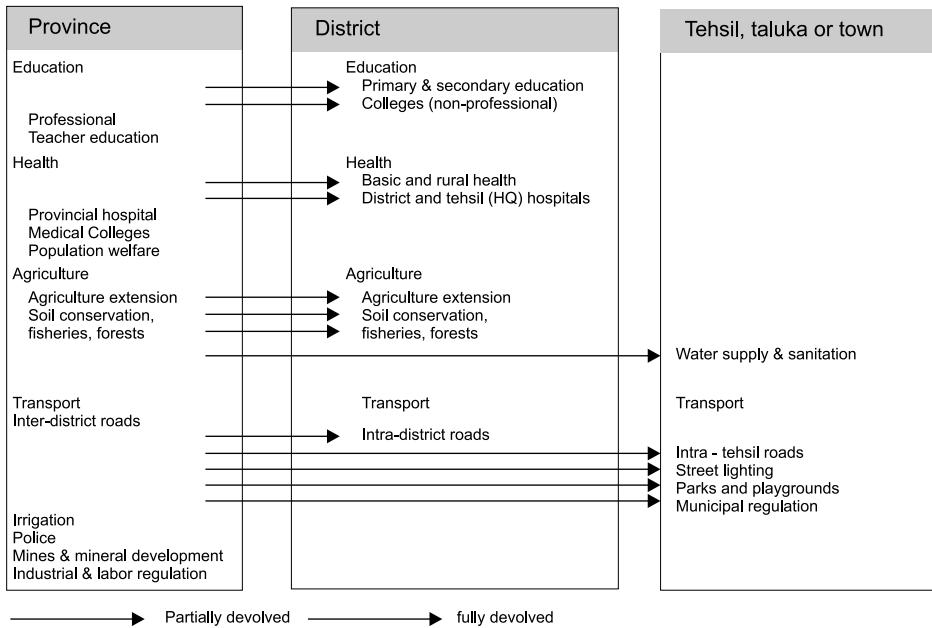 Province
Education
Professional
Teacher education
Health
Provincial hospital
Medical Colleges
Population welfare
Agriculture
Agriculture extension
Soil conservation,
fisheries, forests
Transport
Inter-district roads
Irrigation
Police
Mines & mineral development
Industrial & labor regulation
District
Education
Primary & secondary education
Colleges (non-professional)
Health
Basic and rural health
District and tehsil (HQ) hospitals
Agriculture
Agriculture extension
Soil conservation,
fisheries, forests
Transport
Intra-district roads
Tehsil, taluka or town
Water supply & sanitation
Transport
Intra - tehsil roads
Street lighting
Parks and playgrounds
Municipal regulation
Partially devolved
fully devolved